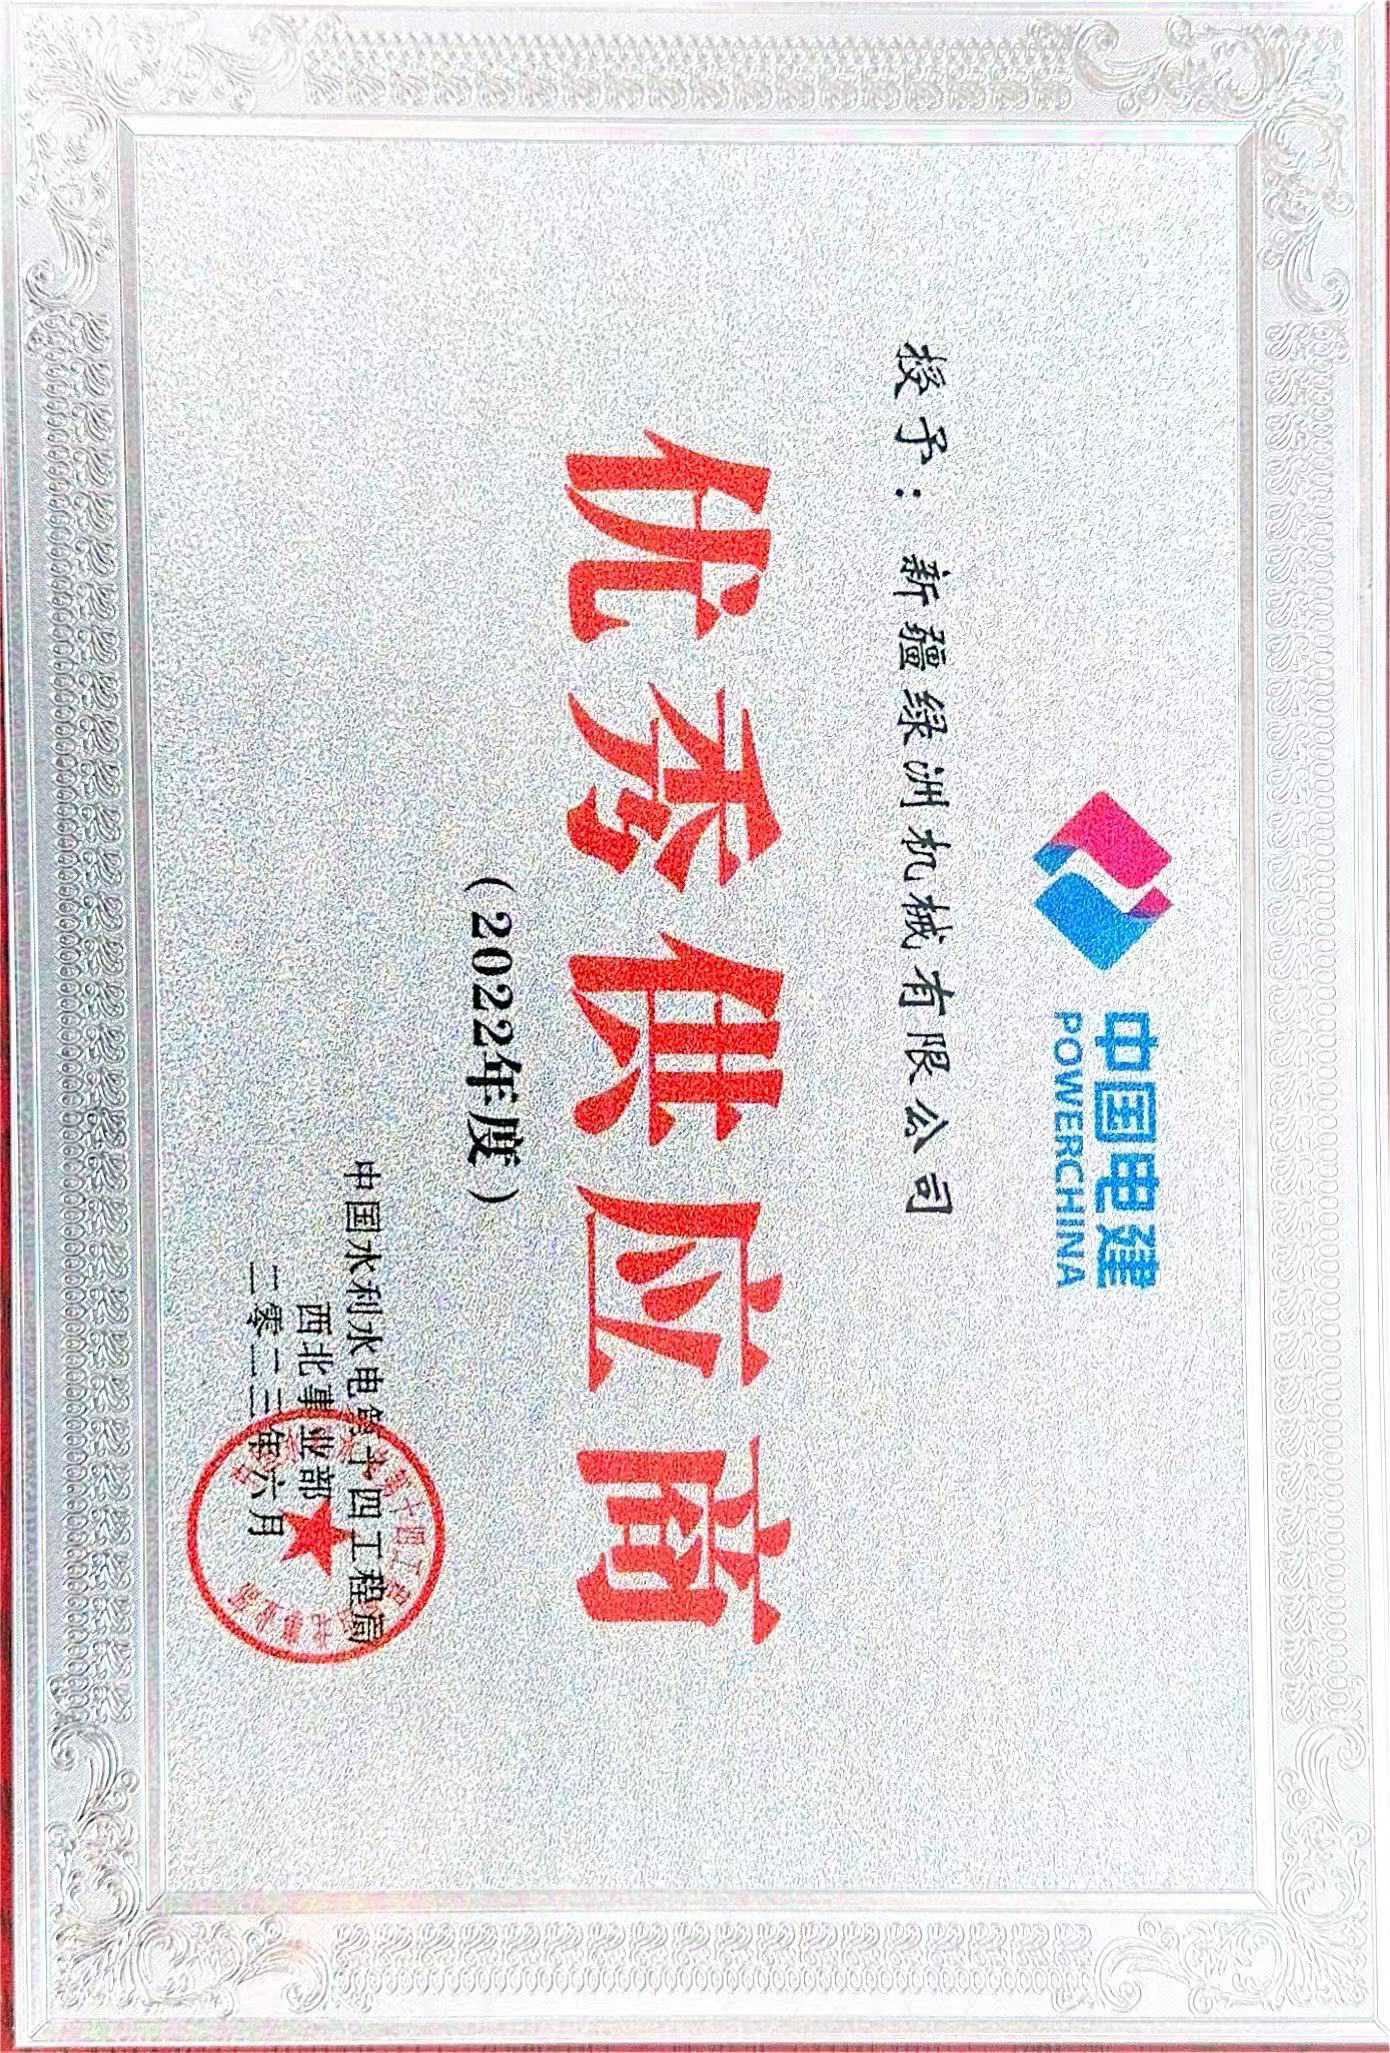 中国电建
POWERCHINA
授予：新疆绿洲机械有限公司
优秀供应商
（2022年度）
中国水利水电第十四工程局
西北事业部
二零二三年六月